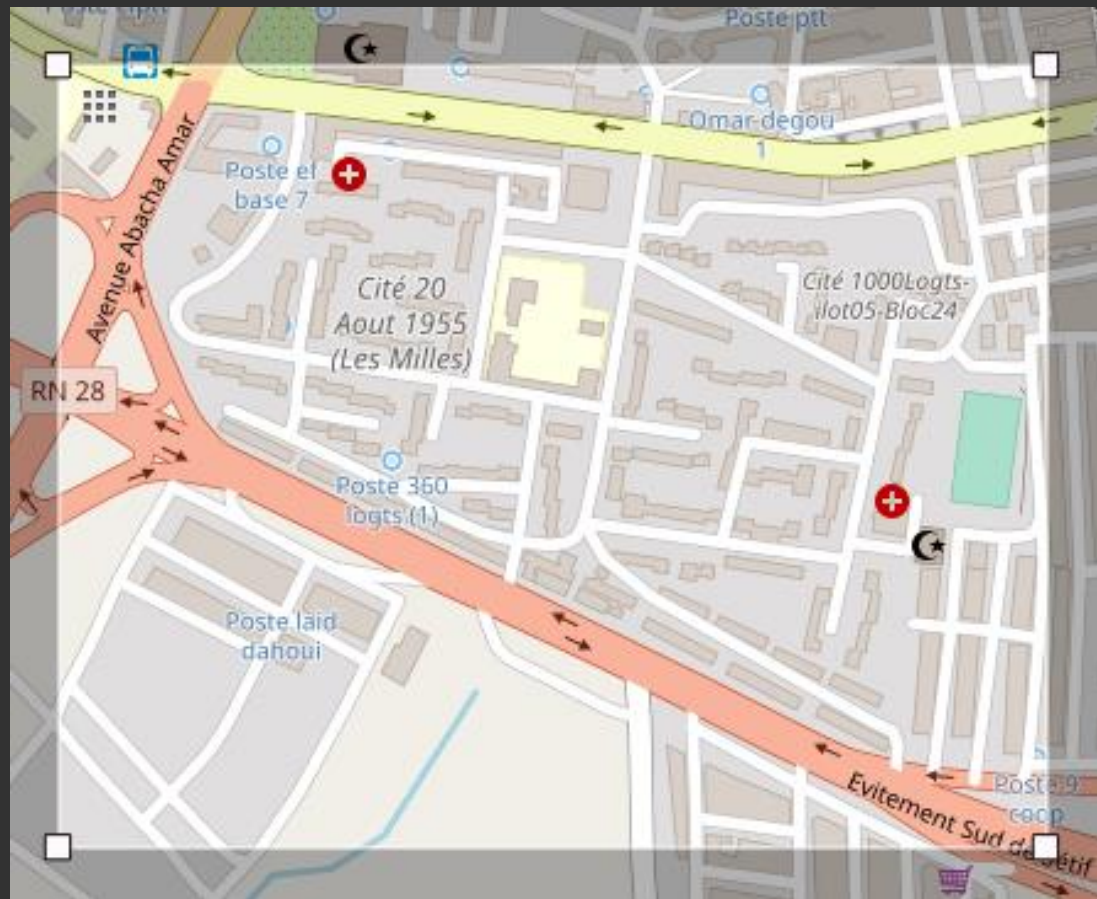 Poste ptt
Omar degou
1
Poste el
base 7
Avenue Abacha Amar
Cité 20
Aout 1955
(Les Milles)
Cité 1000Logts-
ilot05-Bloc24
RN 28
Poste 360
logts (1)
Poste laid
dahoui
Poste 9
coop
Evitement Sud de Sétif